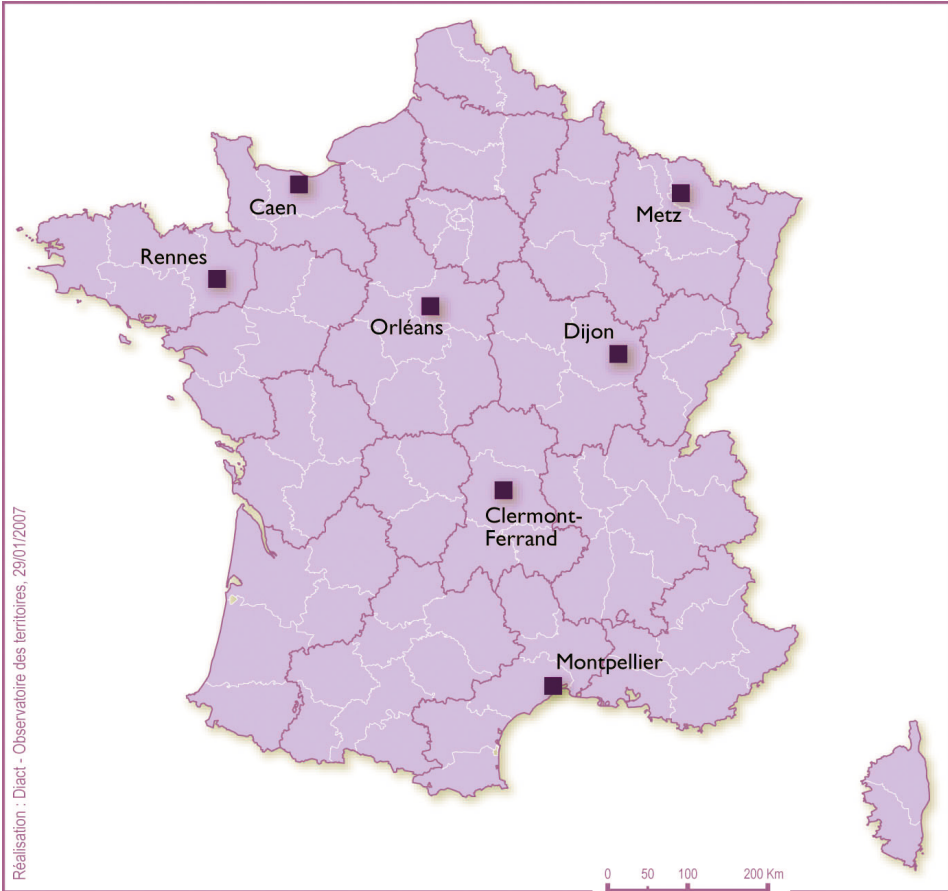 Caen
Metz
Rennes
Orléans
Dijon
Clermont-
Ferrand
Montpellier
Réalisation : Diact - Observatoire des territoires, 29/01/2007
0 50 100 200 Km